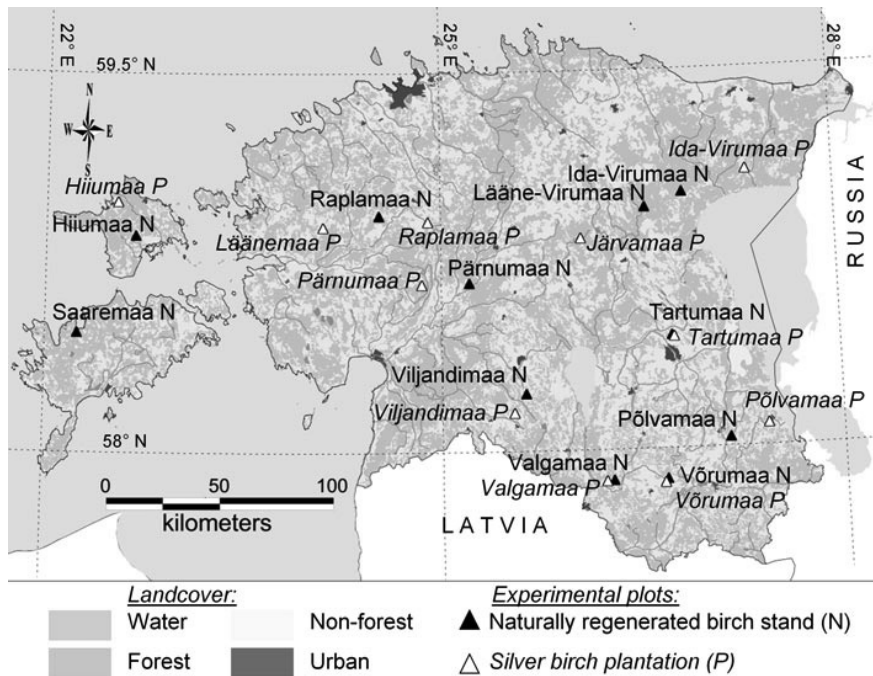 22° E
25° E
28° E
59.5° N
N
W E
S
Ida-Virumaa P
Ida-Virumaa N
Hiiumaa P
Lääne-Virumaa N
Raplamaa N
Hiiumaa N
Läänemaa P
Raplamaa P
Järvamaa P
RUSSIA
Pärnumaa N
Pärnumaa P
Saaremaa N
Tartumaa N
Tartumaa P
Viljandimaa N
Viljandimaa P
Põlvamaa P
Põlvamaa N
58° N
Valgamaa N
Võrumaa N
Valgamaa P
Võrumaa P
0 50 100
kilometers
LATVIA
Landcover:
Water
Non-forest
Forest
Urban
Experimental plots:
Naturally regenerated birch stand (N)
Silver birch plantation (P)